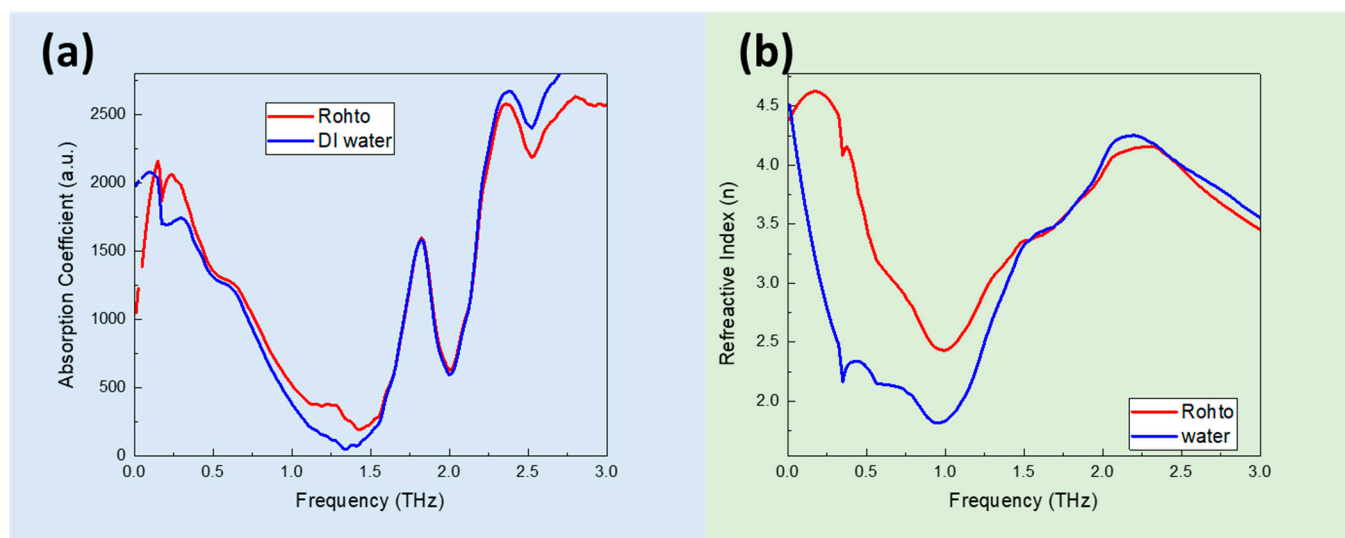 (a)
Absorption Coefficient (a.u.)
2500
2000
1500
1000
500
0
Rohto
DI water
0.0 0.5 1.0 1.5 2.0 2.5 3.0
Frequency (THz)
(b)
Refreactive Index (n)
4.5
4.0
3.5
3.0
2.5
2.0
Rohto
water
0.0 0.5 1.0 1.5 2.0 2.5 3.0
Frequency (THz)